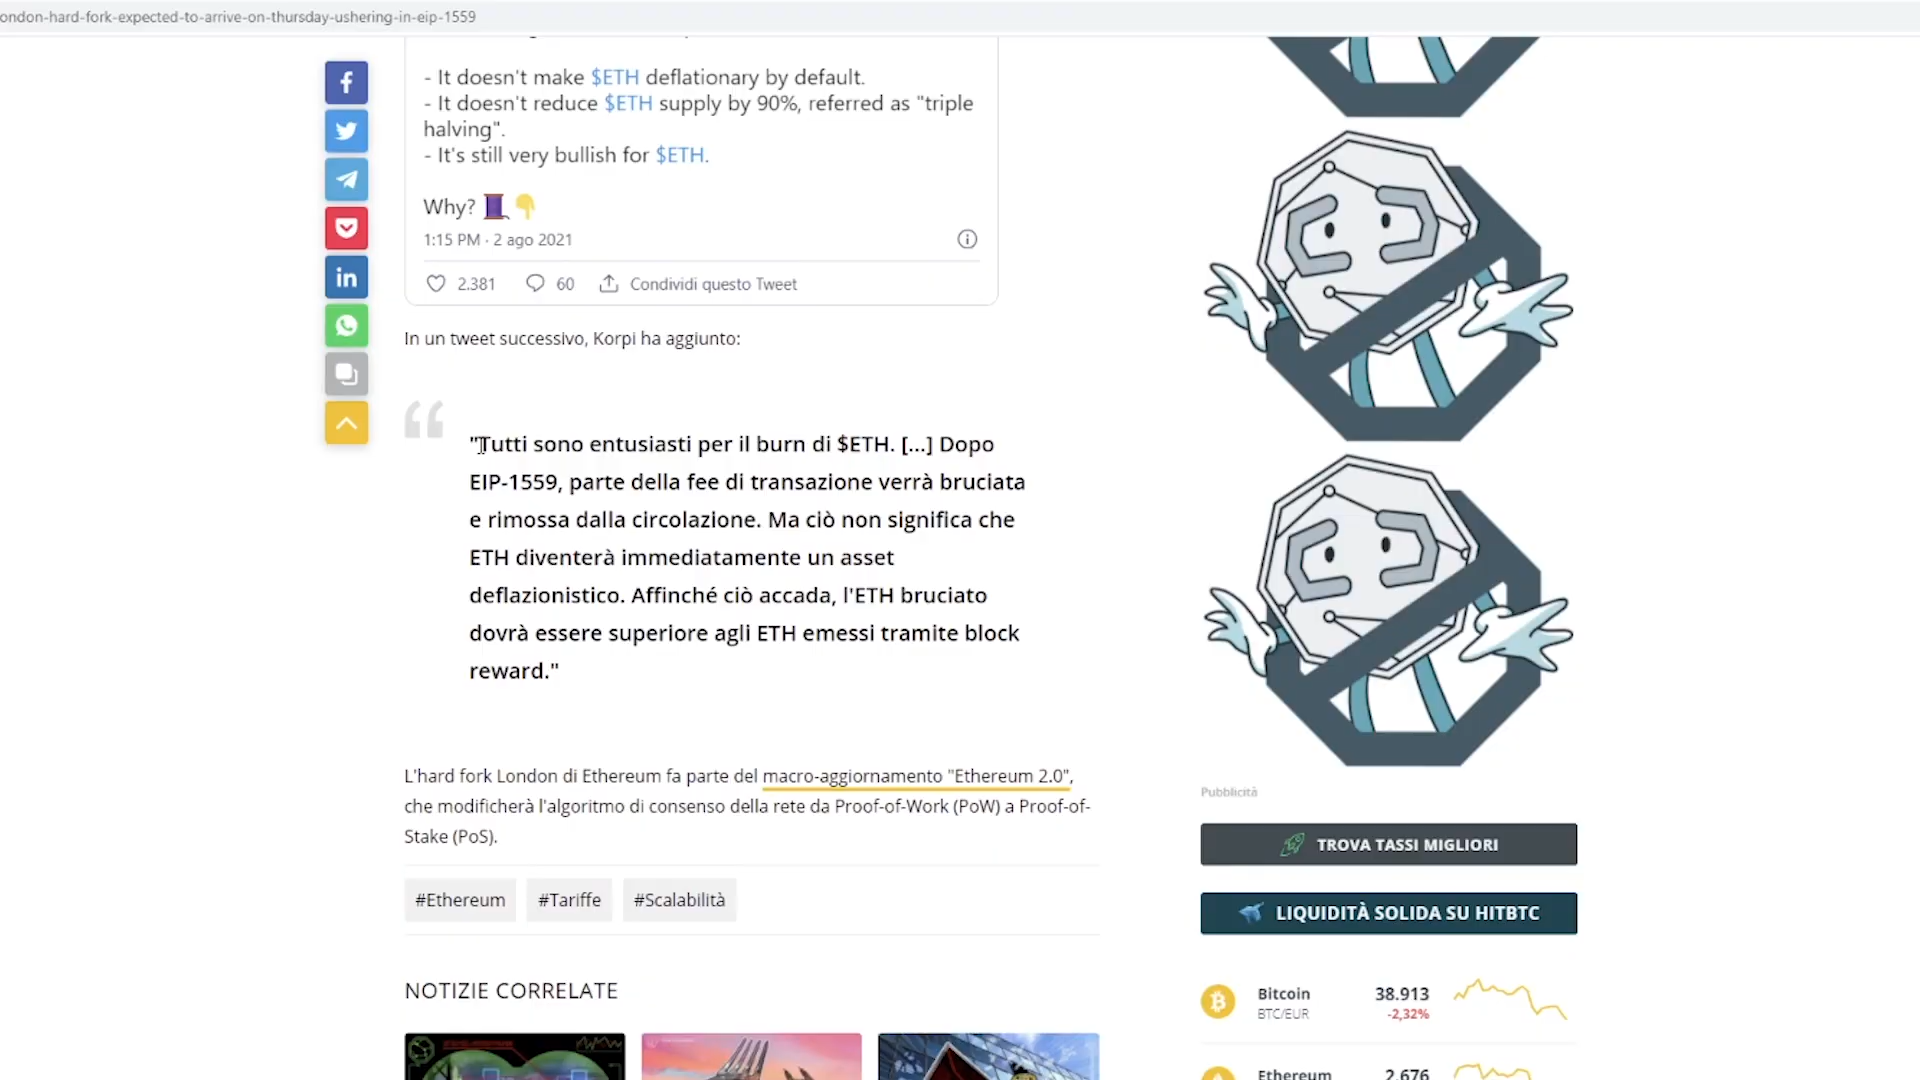 ondon-hard-fork-expected-to-arrive-on-thursday-ushering-in-eip-1559
- It doesn't make $ETH deflationary by default.
- It doesn't reduce $ETH supply by 90%, referred as "triple
halving".
- It's still very bullish for $ETH.
Why? 🧵👇
1:15 PM · 2 ago 2021
2.381 60 Condividi questo Tweet
In un tweet successivo, Korpi ha aggiunto:
"Tutti sono entusiasti per il burn di $ETH. [...] Dopo
EIP-1559, parte della fee di transazione verrà bruciata
e rimossa dalla circolazione. Ma ciò non significa che
ETH diventerà immediatamente un asset
deflazionistico. Affinché ciò accada, l'ETH bruciato
dovrà essere superiore agli ETH emessi tramite block
reward."
L'hard fork London di Ethereum fa parte del macro-aggiornamento "Ethereum 2.0",
che modificherà l'algoritmo di consenso della rete da Proof-of-Work (PoW) a Proof-of-
Stake (PoS).
#Ethereum #Tariffe #Scalabilità
NOTIZIE CORRELATE
Pubblicità
TROVA TASSI MIGLIORI
LIQUIDITÀ SOLIDA SU HITBTC
Bitcoin 38.913
BTC/EUR -2,32%
Ethereum 2.676